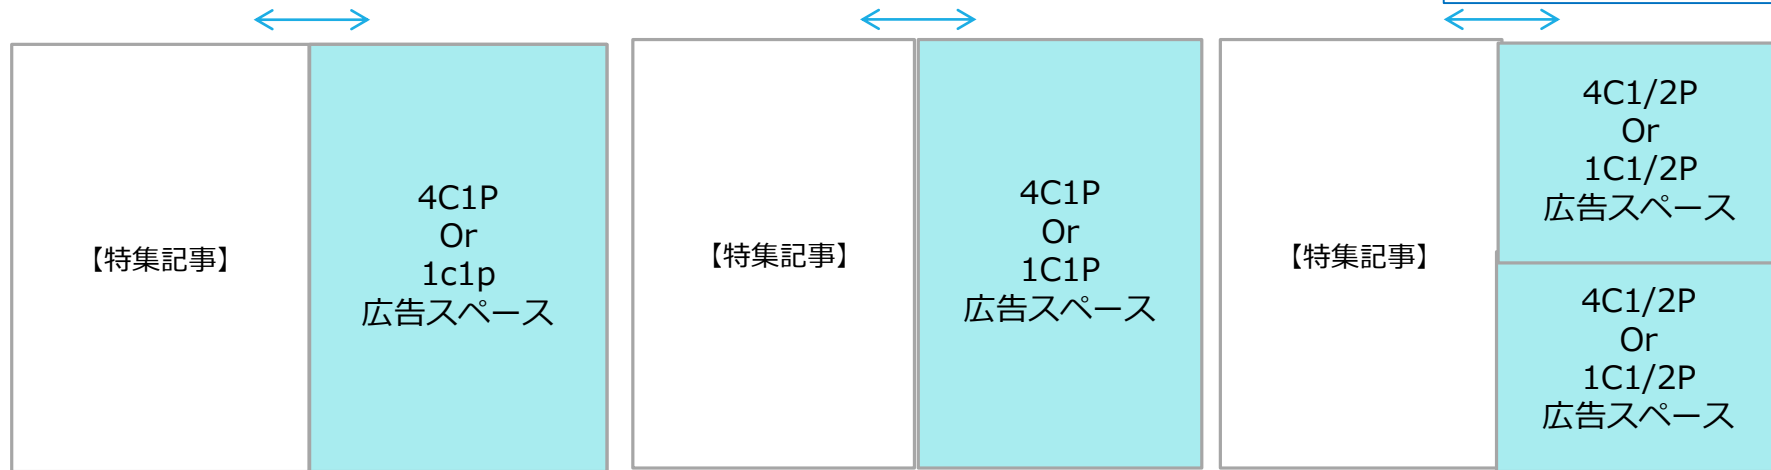 【特集記事】
4C1P
Or
1c1p
広告スペース
【特集記事】
4C1P
Or
1C1P
広告スペース
【特集記事】
4C1/2P
Or
1C1/2P
広告スペース
4C1/2P
Or
1C1/2P
広告スペース